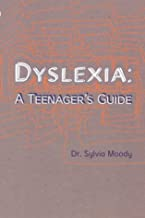 DYSLEXIA:
A TEENAGER'S GUIDE
Dr. Sylvia Moody